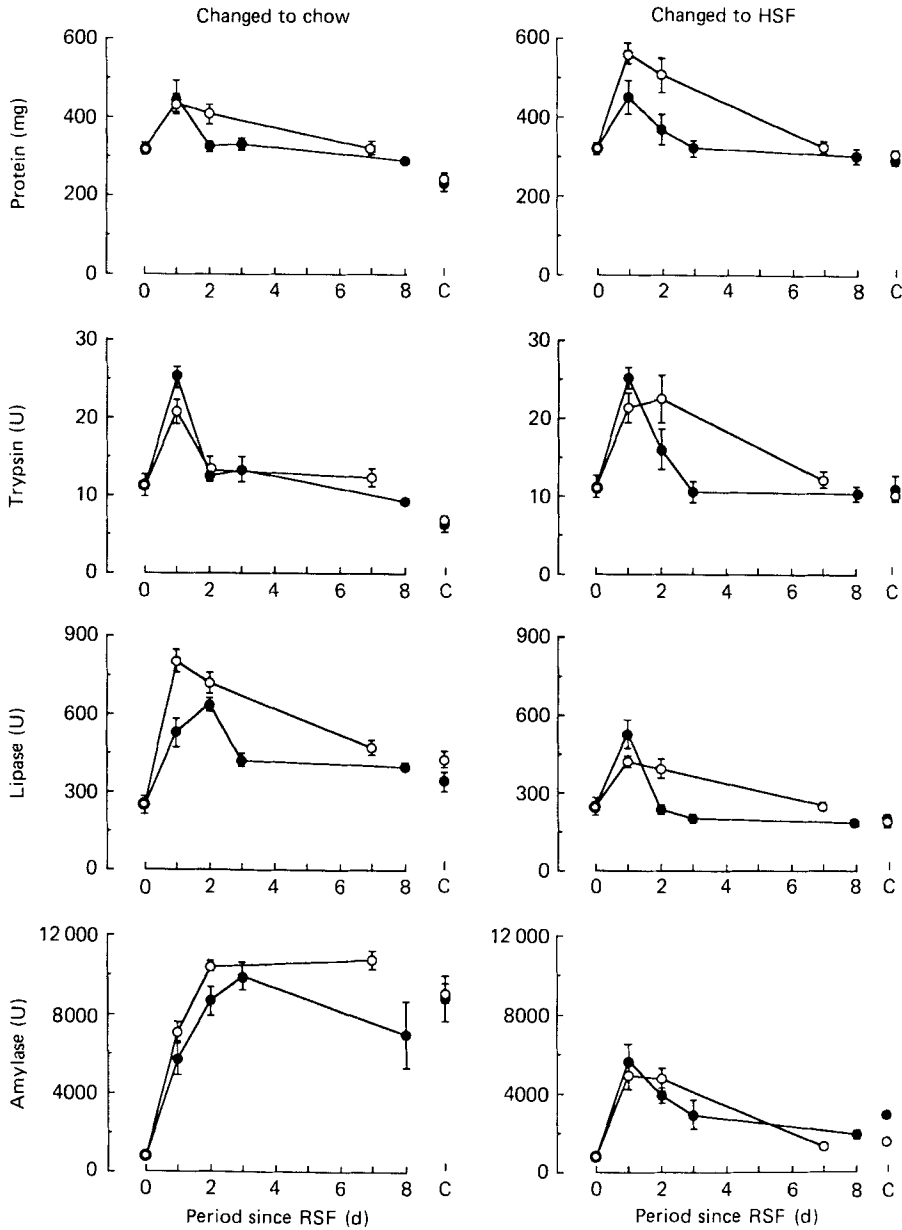 Changed to chow
Changed to HSF
Protein (mg)
600
400
200
0
0 2 4 6 8 C
600
400
200
0
0 2 4 6 8 C
Trypsin (U)
30
20
10
0
0 2 4 6 8 C
30
20
10
0
0 2 4 6 8 C
Lipase (U)
900
600
300
0
0 2 4 6 8 C
900
600
300
0
0 2 4 6 8 C
Amylase (U)
12 000
8000
4000
0
0 2 4 6 8 C
Period since RSF (d)
12 000
8000
4000
0
0 2 4 6 8 C
Period since RSF (d)